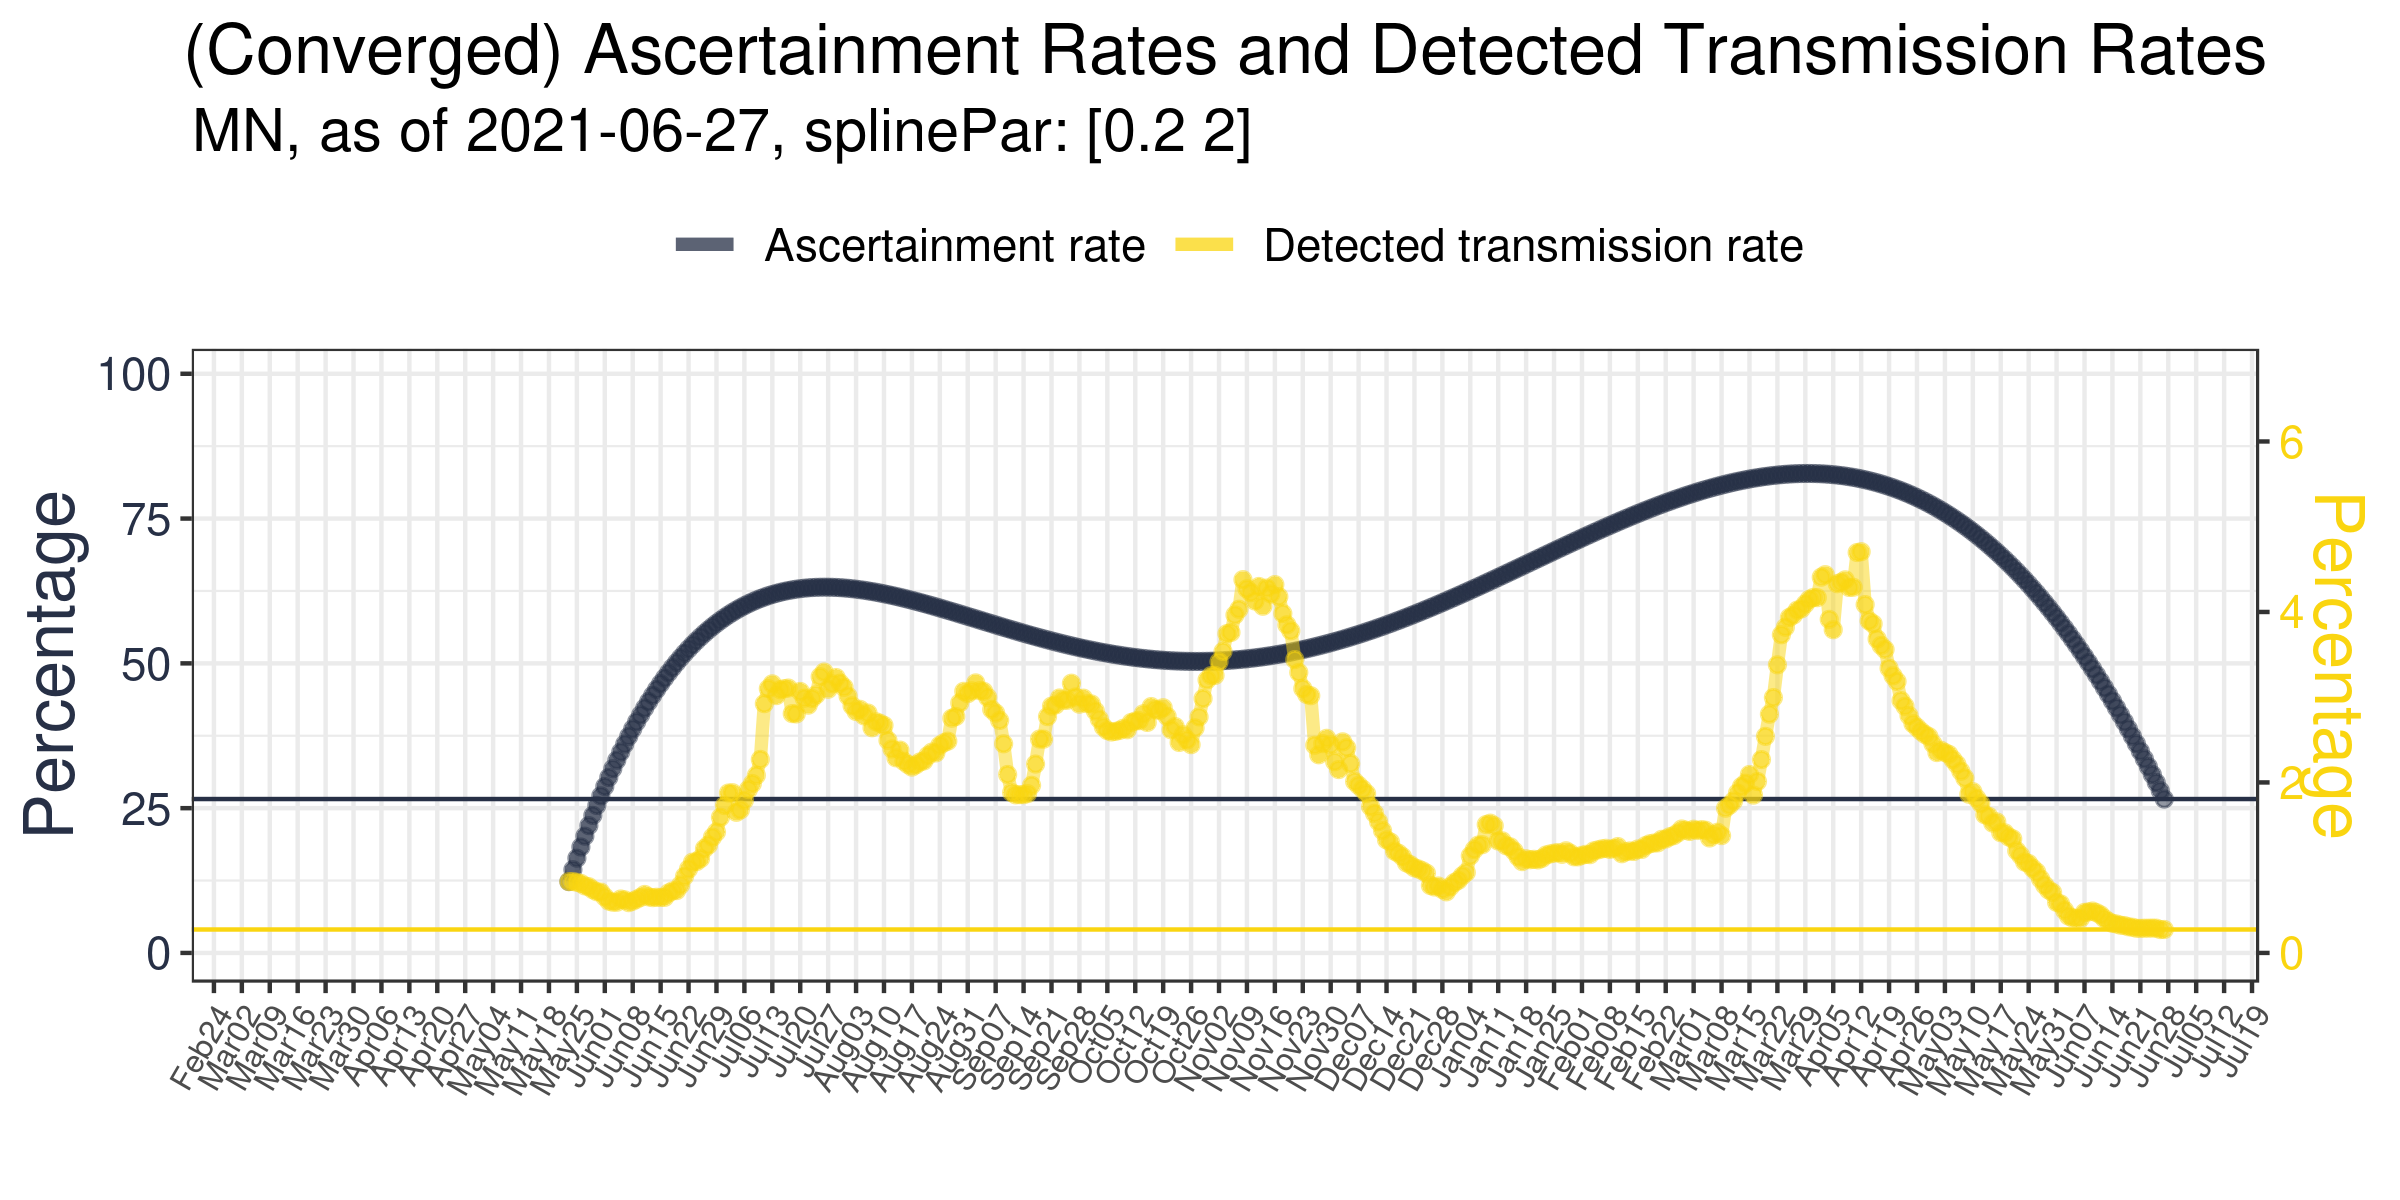 (Converged) Ascertainment Rates and Detected Transmission Rates
MN, as of 2021-06-27, splinePar: [0.2 2]
Ascertainment rate
Detected transmission rate
Percentage
100
75
50
25
0
6
4
2
0
Percentage
Feb24
Mar02
Mar09
Mar16
Mar23
Mar30
Apr06
Apr13
Apr20
Apr27
May04
May11
May18
May25
Jun01
Jun08
Jun15
Jun22
Jun29
Jul06
Jul13
Jul20
Jul27
Aug03
Aug10
Aug17
Aug24
Aug31
Sep07
Sep14
Sep21
Sep28
Oct05
Oct12
Oct19
Oct26
Nov02
Nov09
Nov16
Nov23
Nov30
Dec07
Dec14
Dec21
Dec28
Jan04
Jan11
Jan18
Jan25
Feb01
Feb08
Feb15
Feb22
Mar01
Mar08
Mar15
Mar22
Mar29
Apr05
Apr12
Apr19
Apr26
May03
May10
May17
May24
May31
Jun07
Jun14
Jun21
Jun28
Jul05
Jul12
Jul19